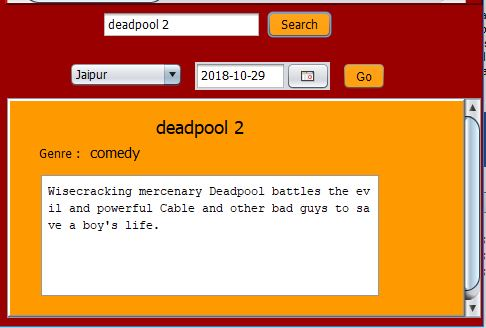 deadpool 2 Search
Jaipur 2018-10-29 Go
deadpool 2
Genre : comedy
Wisecracking mercenary Deadpool battles the ev
il and powerful Cable and other bad guys to sa
ve a boy's life.